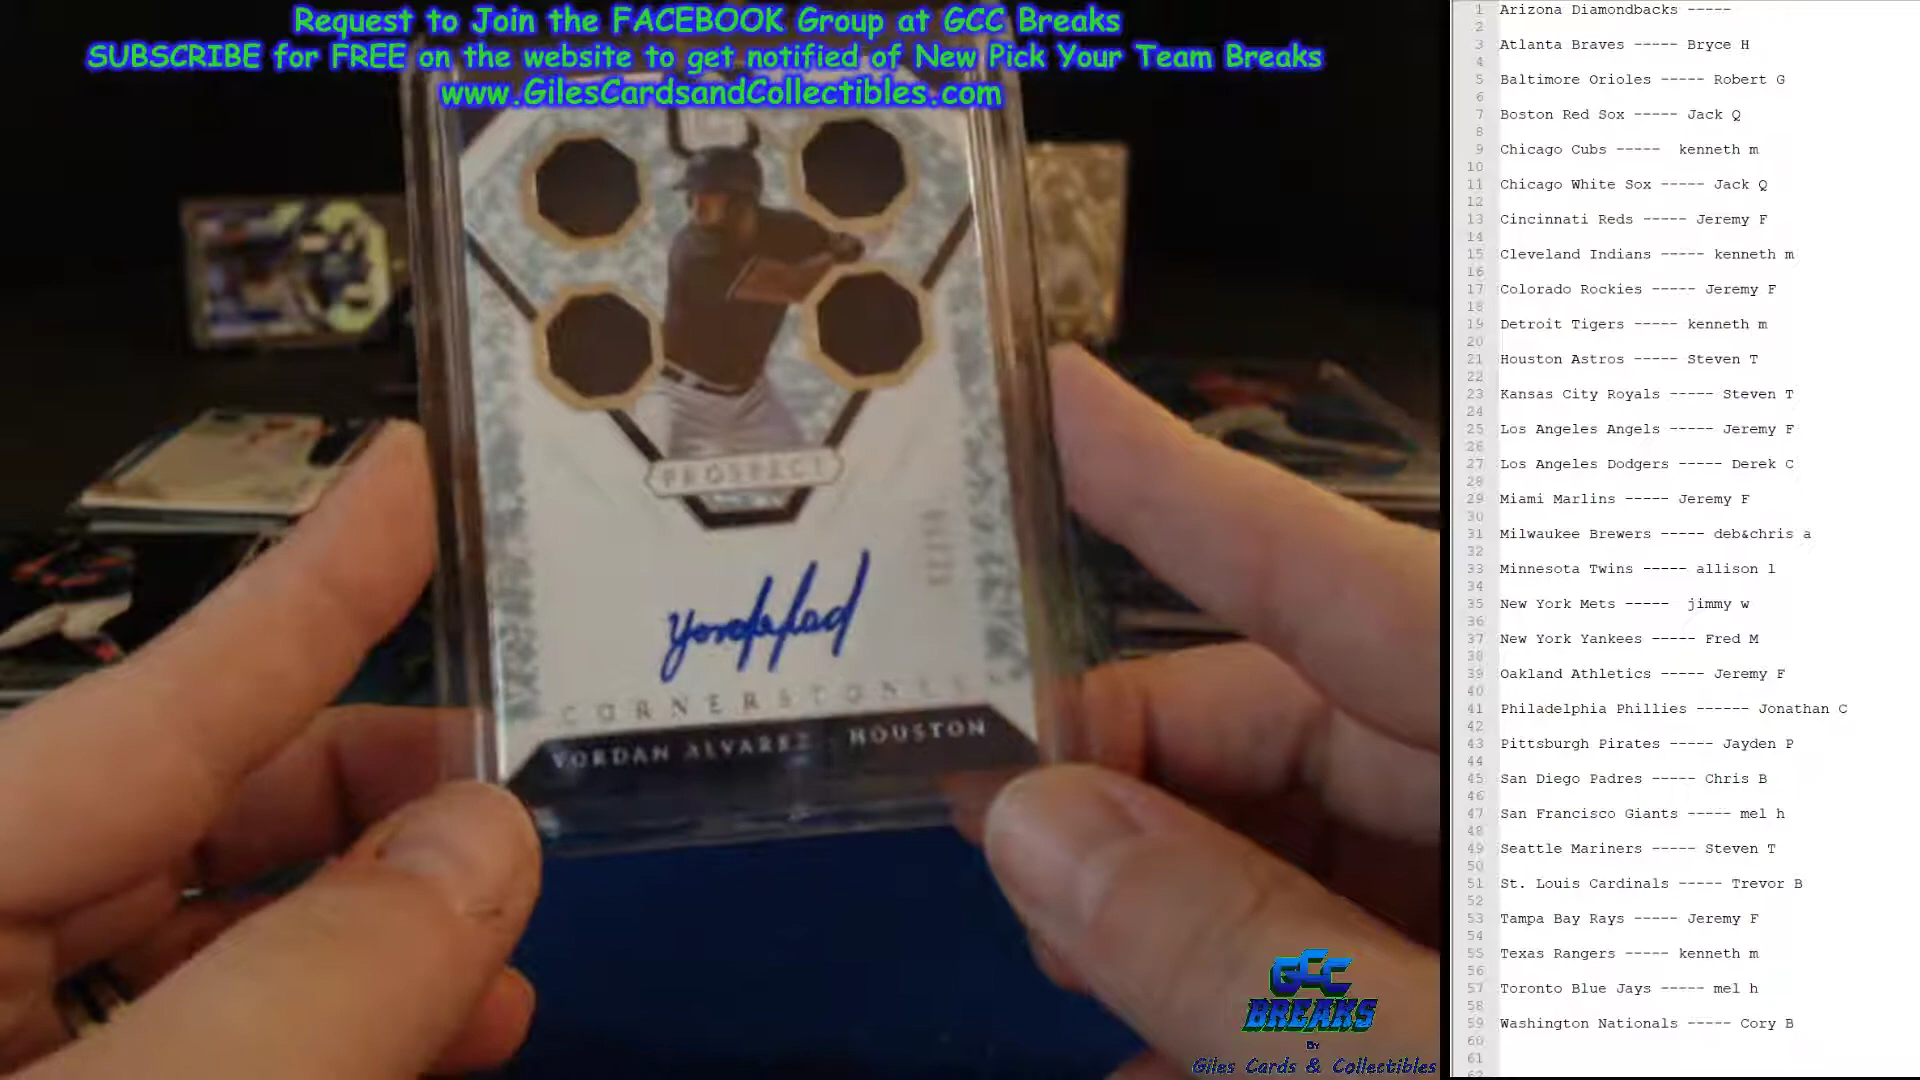 Request to Join the FACEBOOK Group at GCC Breaks
SUBSCRIBE for FREE on the website to get notified of New Pick Your Team Breaks
www.GilesCardsandCollectibles.com
PROSPECT
CORNERSTONES
YORDAN ALVAREZ - HOUSTON
GCC
BREAKS
By
Giles Cards & Collectibles
1 Arizona Diamondbacks -----
2
3 Atlanta Braves ----- Bryce H
4
5 Baltimore Orioles ----- Robert G
6
7 Boston Red Sox ----- Jack Q
8
9 Chicago Cubs ----- kenneth m
10
11 Chicago White Sox ----- Jack Q
12
13 Cincinnati Reds ----- Jeremy F
14
15 Cleveland Indians ----- kenneth m
16
17 Colorado Rockies ----- Jeremy F
18
19 Detroit Tigers ----- kenneth m
20
21 Houston Astros ----- Steven T
22
23 Kansas City Royals ----- Steven T
24
25 Los Angeles Angels ----- Jeremy F
26
27 Los Angeles Dodgers ----- Derek C
28
29 Miami Marlins ----- Jeremy F
30
31 Milwaukee Brewers ----- deb&chris a
32
33 Minnesota Twins ----- allison l
34
35 New York Mets ----- jimmy w
36
37 New York Yankees ----- Fred M
38
39 Oakland Athletics ----- Jeremy F
40
41 Philadelphia Phillies ------ Jonathan C
42
43 Pittsburgh Pirates ----- Jayden P
44
45 San Diego Padres ----- Chris B
46
47 San Francisco Giants ----- mel h
48
49 Seattle Mariners ----- Steven T
50
51 St. Louis Cardinals ----- Trevor B
52
53 Tampa Bay Rays ----- Jeremy F
54
55 Texas Rangers ----- kenneth m
56
57 Toronto Blue Jays ----- mel h
58
59 Washington Nationals ----- Cory B
60
61